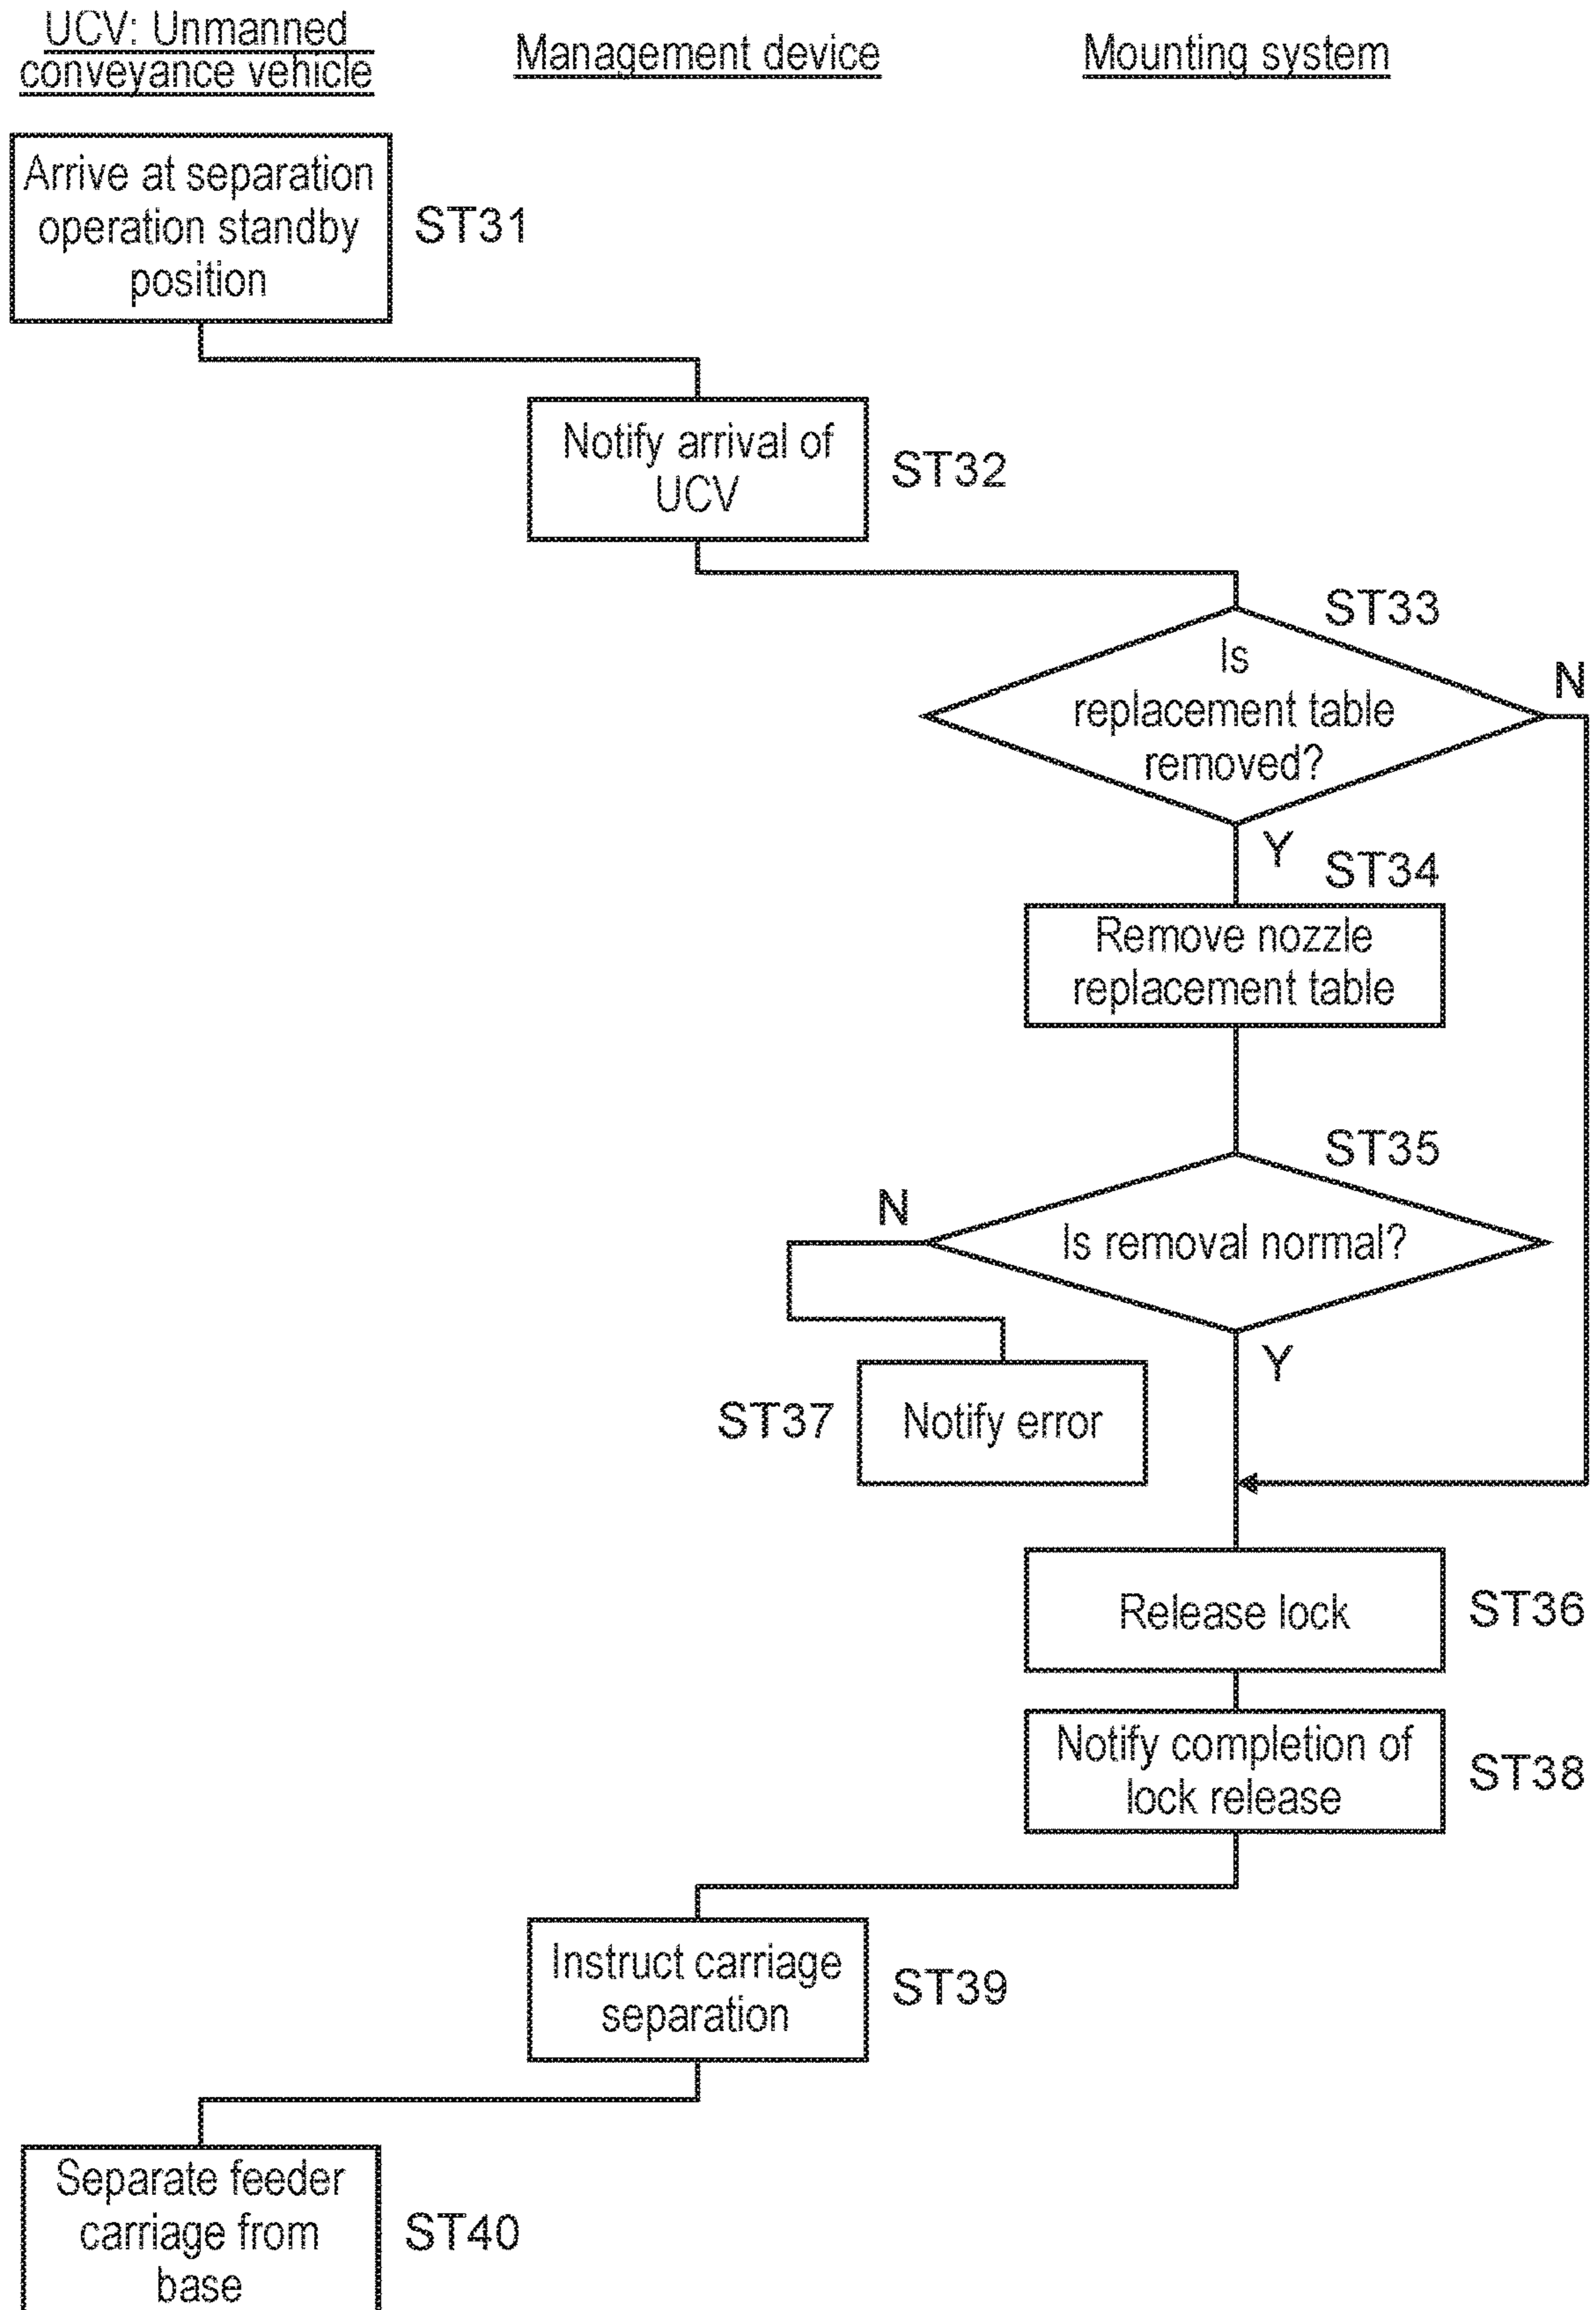 UCV: Unmanned
conveyance vehicle
Management device
Mounting system
Arrive at separation
operation standby
position
ST31
Notify arrival of
UCV
ST32
ST33
Is
replacement table
removed?
N
Y
ST34
Remove nozzle
replacement table
ST35
N
Is removal normal?
Y
ST37
Notify error
Release lock
ST36
Notify completion of
lock release
ST38
Instruct carriage
separation
ST39
Separate feeder
carriage from
base
ST40